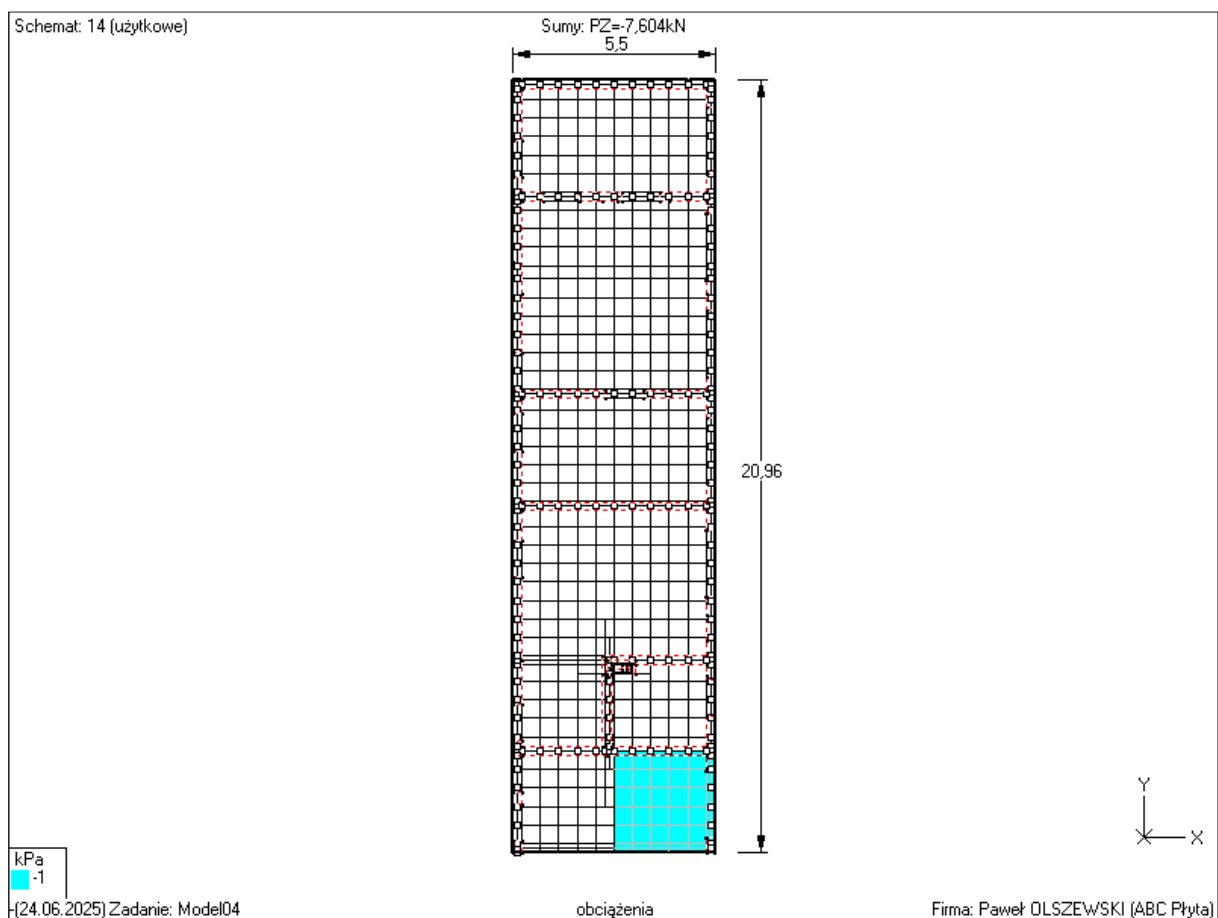 Schemat: 14 (użytkowe)
Sumy: PZ=-7,604kN
5,5
20,96
Y
X
kPa
-1
-(24.06.2025) Zadanie: Model04
obciążenia
Firma: Paweł OLSZEWSKI (ABC Płyta)